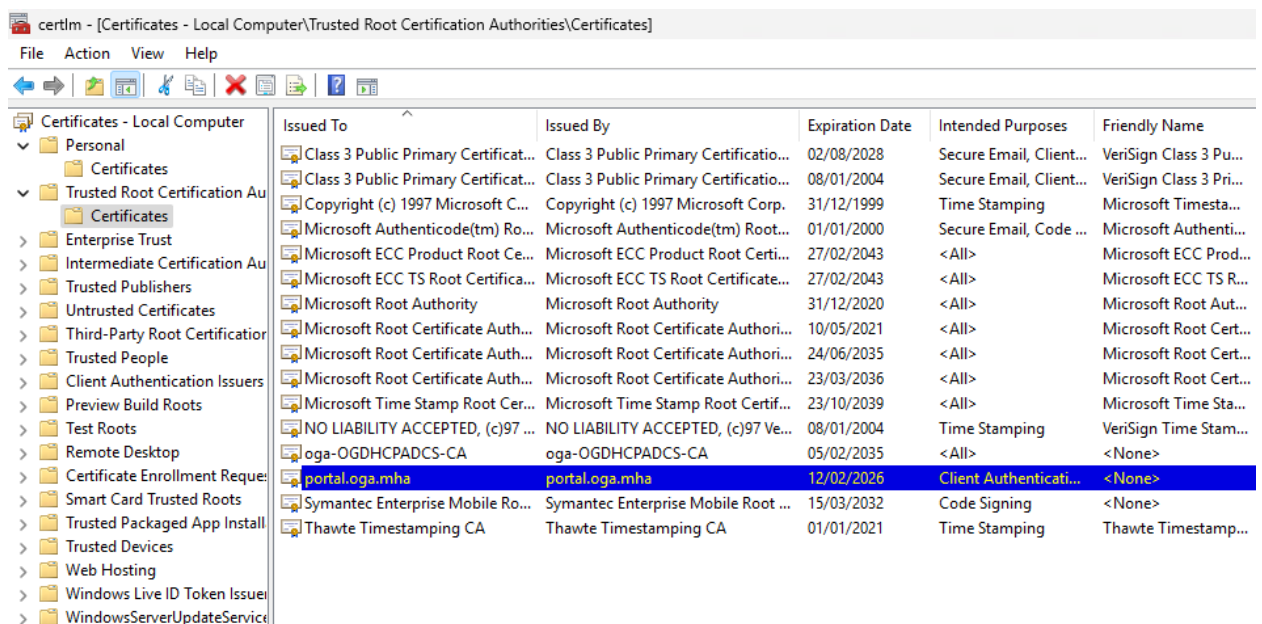 certlm - [Certificates - Local Computer\Trusted Root Certification Authorities\Certificates]
File Action View Help
Certificates - Local Computer
Personal
Certificates
Trusted Root Certification Au
Certificates
Enterprise Trust
Intermediate Certification Au
Trusted Publishers
Untrusted Certificates
Third-Party Root Certification
Trusted People
Client Authentication Issuers
Preview Build Roots
Test Roots
Remote Desktop
Certificate Enrollment Reques
Smart Card Trusted Roots
Trusted Packaged App Install
Trusted Devices
Web Hosting
Windows Live ID Token Issuer
WindowsServerUpdateService
Issued To Issued By Expiration Date Intended Purposes Friendly Name
Class 3 Public Primary Certificat... Class 3 Public Primary Certificatio... 02/08/2028 Secure Email, Client... VeriSign Class 3 Pu...
Class 3 Public Primary Certificat... Class 3 Public Primary Certificatio... 08/01/2004 Secure Email, Client... VeriSign Class 3 Pri...
Copyright (c) 1997 Microsoft C... Copyright (c) 1997 Microsoft Corp. 31/12/1999 Time Stamping Microsoft Timesta...
Microsoft Authenticode(tm) Ro... Microsoft Authenticode(tm) Root... 01/01/2000 Secure Email, Code ... Microsoft Authenti...
Microsoft ECC Product Root Ce... Microsoft ECC Product Root Certi... 27/02/2043 <All> Microsoft ECC Prod...
Microsoft ECC TS Root Certifica... Microsoft ECC TS Root Certificate... 27/02/2043 <All> Microsoft ECC TS R...
Microsoft Root Authority Microsoft Root Authority 31/12/2020 <All> Microsoft Root Aut...
Microsoft Root Certificate Auth... Microsoft Root Certificate Authori... 10/05/2021 <All> Microsoft Root Cert...
Microsoft Root Certificate Auth... Microsoft Root Certificate Authori... 24/06/2035 <All> Microsoft Root Cert...
Microsoft Root Certificate Auth... Microsoft Root Certificate Authori... 23/03/2036 <All> Microsoft Root Cert...
Microsoft Time Stamp Root Cer... Microsoft Time Stamp Root Certif... 23/10/2039 <All> Microsoft Time Sta...
NO LIABILITY ACCEPTED, (c)97 ... NO LIABILITY ACCEPTED, (c)97 Ve... 08/01/2004 Time Stamping VeriSign Time Stam...
oga-OGDHCPADCS-CA oga-OGDHCPADCS-CA 05/02/2035 <All> <None>
portal.oga.mha portal.oga.mha 12/02/2026 Client Authenticati... <None>
Symantec Enterprise Mobile Ro... Symantec Enterprise Mobile Root ... 15/03/2032 Code Signing <None>
Thawte Timestamping CA Thawte Timestamping CA 01/01/2021 Time Stamping Thawte Timestamp...